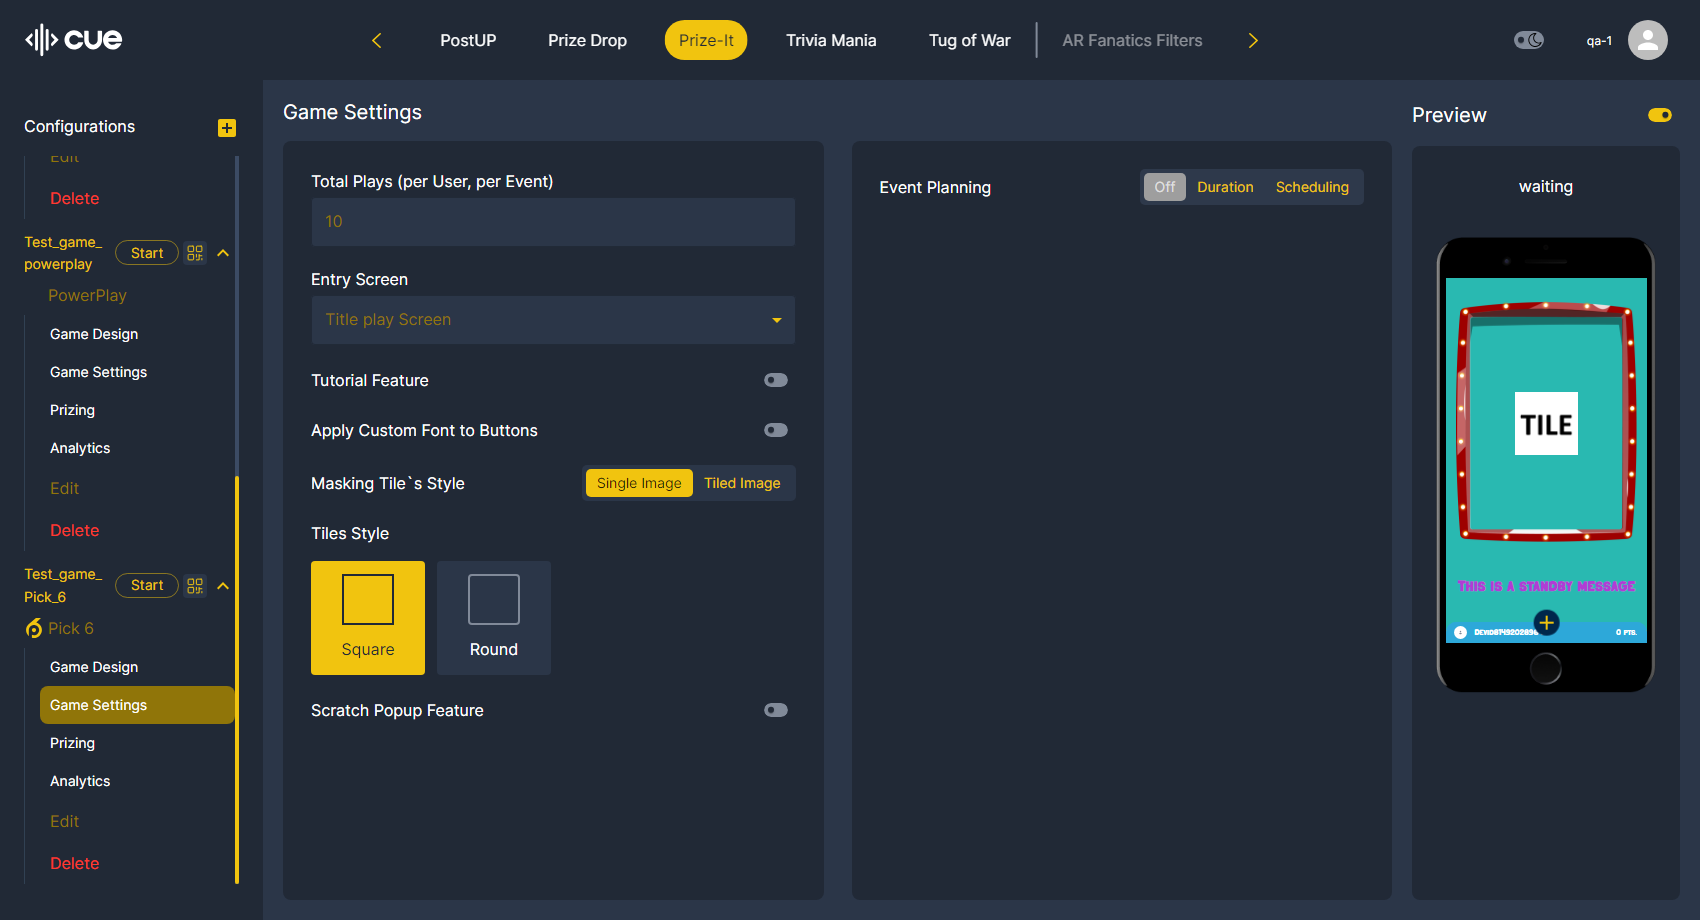 cue
PostUP
Prize Drop
Prize-It
Trivia Mania
Tug of War
AR Fanatics Filters
qa-1
Configurations
Edit
Delete
Test_game_
powerplay
Start
PowerPlay
Game Design
Game Settings
Prizing
Analytics
Edit
Delete
Test_game_
Pick_6
Start
Pick 6
Game Design
Game Settings
Prizing
Analytics
Edit
Delete
Game Settings
Total Plays (per User, per Event)
10
Entry Screen
Title play Screen
Tutorial Feature
Apply Custom Font to Buttons
Masking Tile`s Style
Single Image
Tiled Image
Tiles Style
Square
Round
Scratch Popup Feature
Event Planning
Off
Duration
Scheduling
Preview
waiting
TILE
THIS IS A STANDBY MESSAGE
0 PTS.